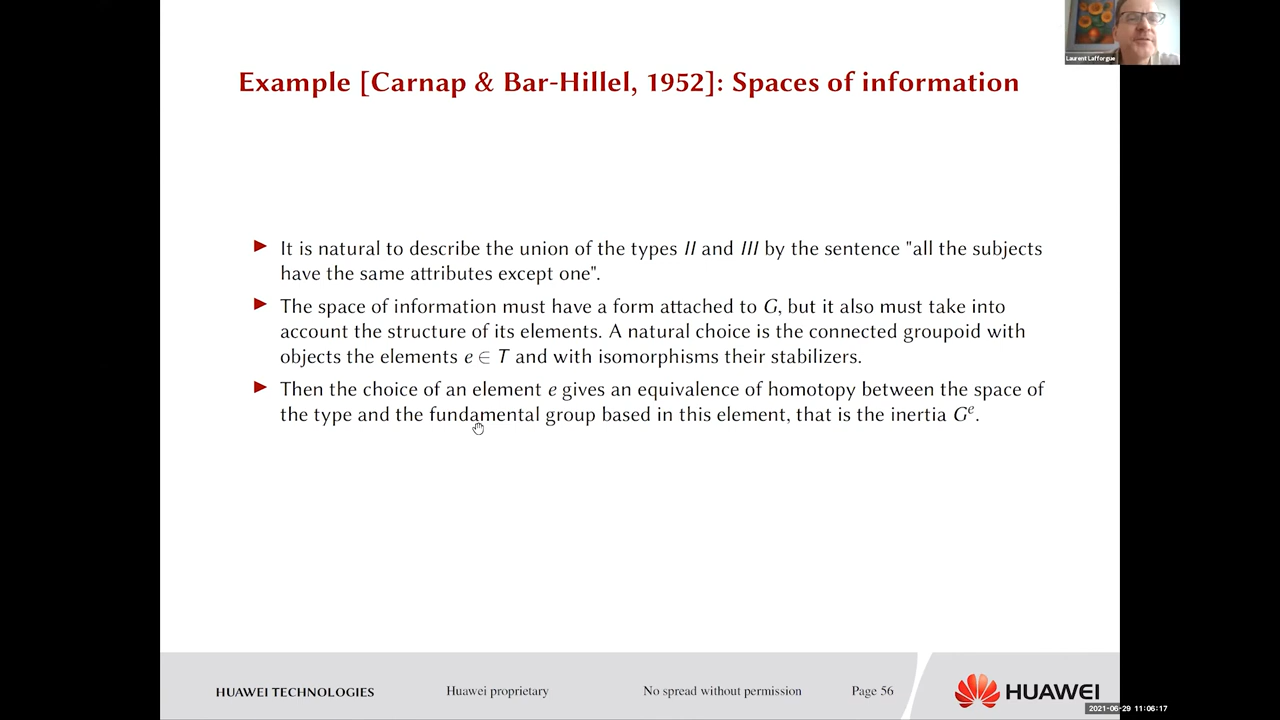 Laurent Lafforgue
Example [Carnap & Bar-Hillel, 1952]: Spaces of information
► It is natural to describe the union of the types II and III by the sentence "all the subjects
have the same attributes except one".
► The space of information must have a form attached to G, but it also must take into
account the structure of its elements. A natural choice is the connected groupoid with
objects the elements e ∈ T and with isomorphisms their stabilizers.
► Then the choice of an element e gives an equivalence of homotopy between the space of
the type and the fundamental group based in this element, that is the inertia Gᵉ.
HUAWEI TECHNOLOGIES
Huawei proprietary
No spread without permission
Page 56
HUAWEI
2021-06-29 11:06:17